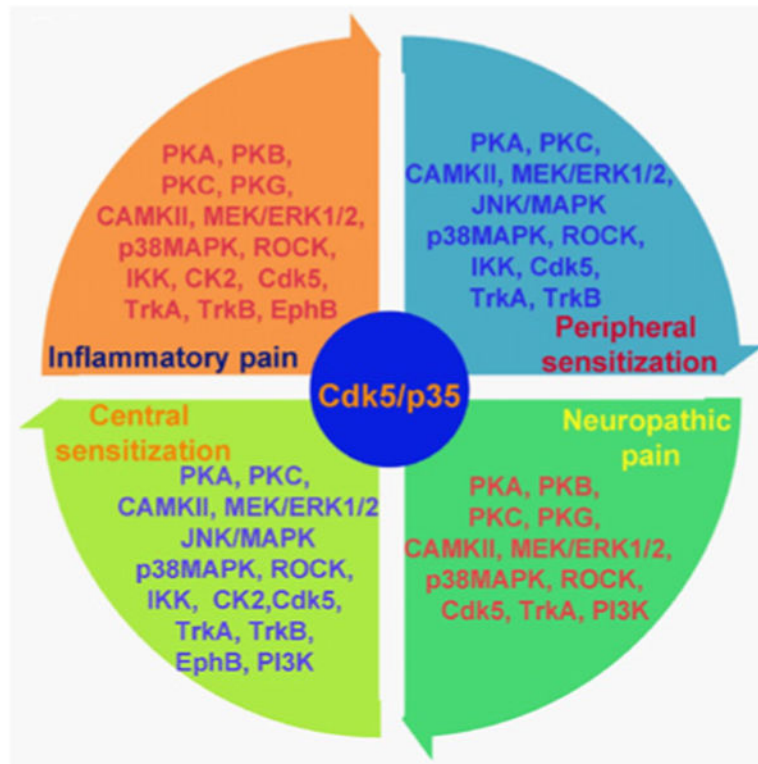 PKA, PKB,
PKC, PKG,
CAMKII, MEK/ERK1/2,
p38MAPK, ROCK,
IKK, CK2, Cdk5,
TrkA, TrkB, EphB
Inflammatory pain
PKA, PKC,
CAMKII, MEK/ERK1/2,
JNK/MAPK
p38MAPK, ROCK,
IKK, Cdk5,
TrkA, TrkB
Peripheral
sensitization
Cdk5/p35
Central
sensitization
PKA, PKC,
CAMKII, MEK/ERK1/2
JNK/MAPK
p38MAPK, ROCK,
IKK, CK2,Cdk5,
TrkA, TrkB,
EphB, PI3K
Neuropathic
pain
PKA, PKB,
PKC, PKG,
CAMKII, MEK/ERK1/2,
p38MAPK, ROCK,
Cdk5, TrkA, PI3K